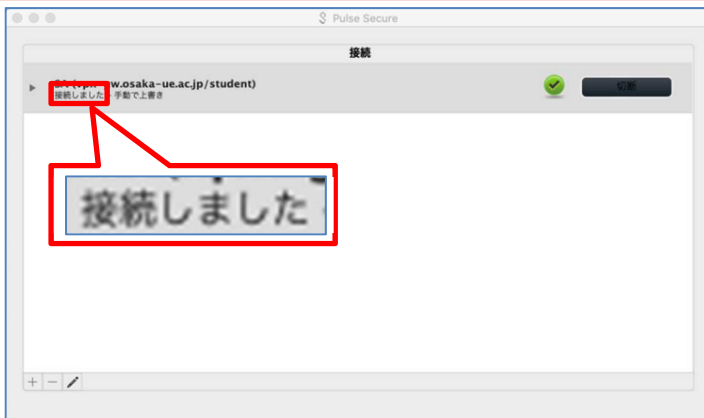 Pulse Secure
接続
w.osaka-ue.ac.jp/student)
接続しました 手動で上書き
切断
接続しました